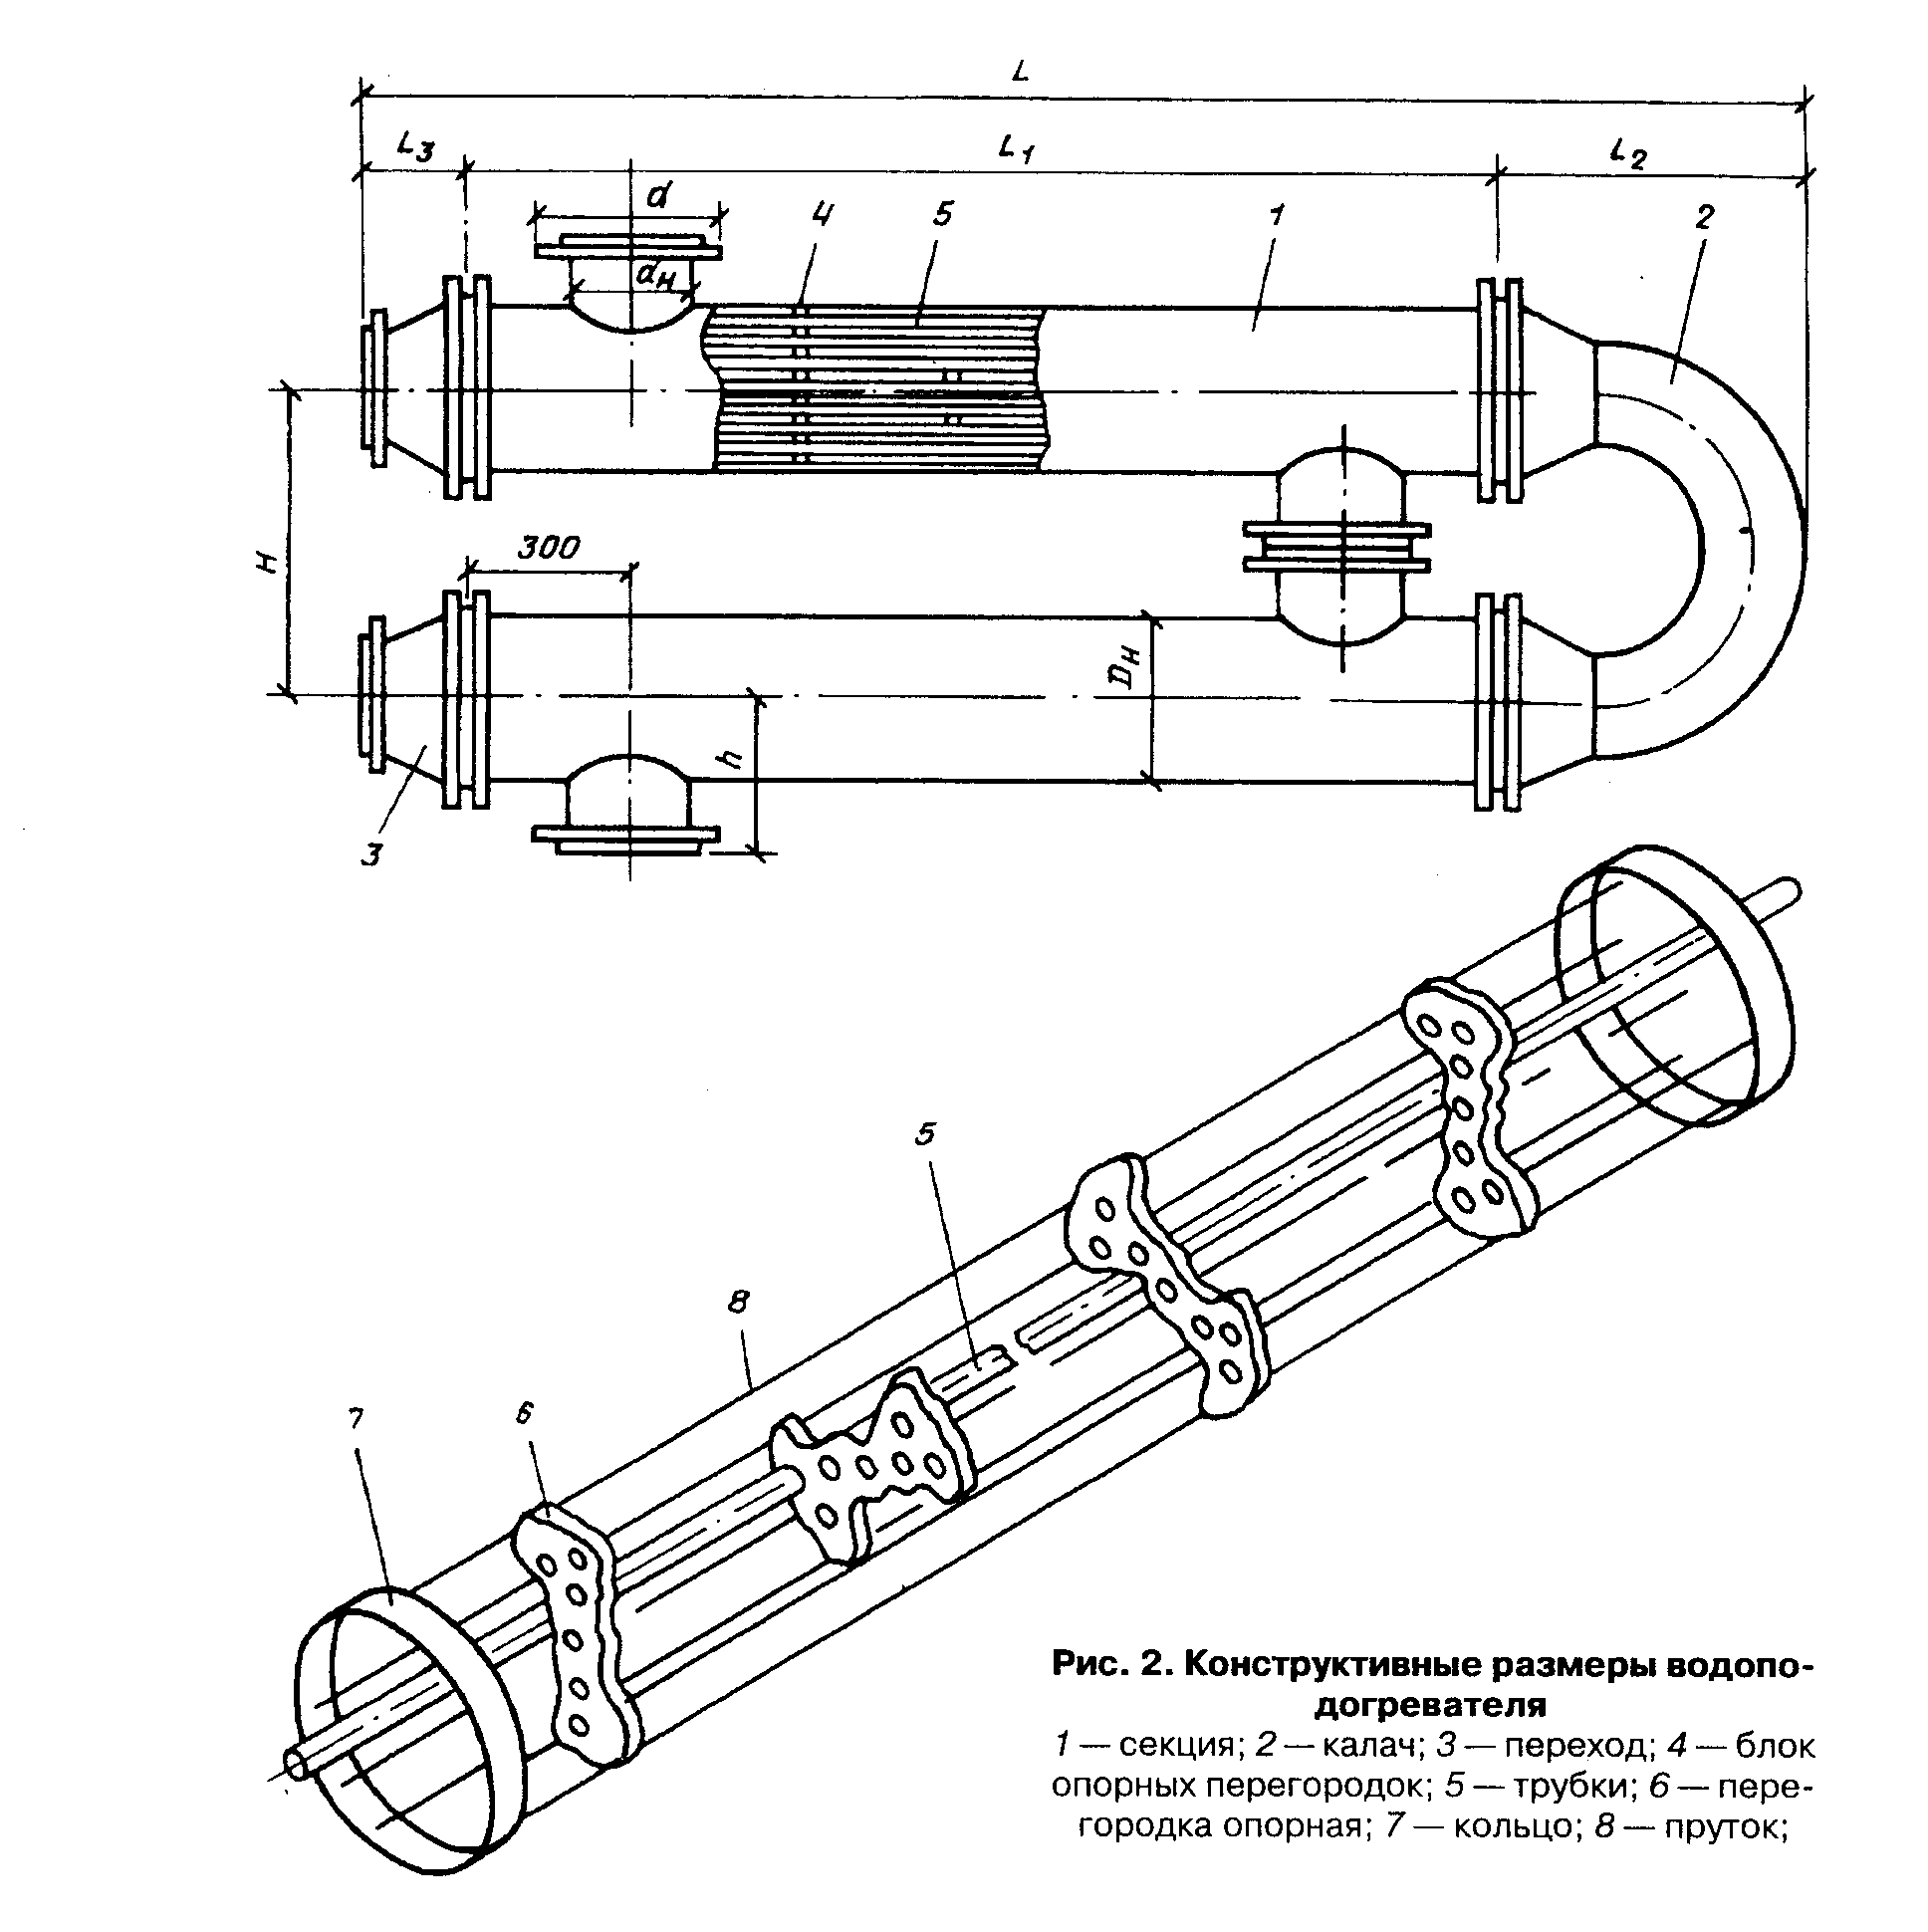 L
L3 L1 L2
d 4 5 1 2
dн
300
H
Dн
h
3
5
8
7 6
Рис. 2. Конструктивные размеры водопо-
догревателя
1 — секция; 2 — калач; 3 — переход; 4 — блок
опорных перегородок; 5 — трубки; 6 — пере-
городка опорная; 7 — кольцо; 8 — пруток;